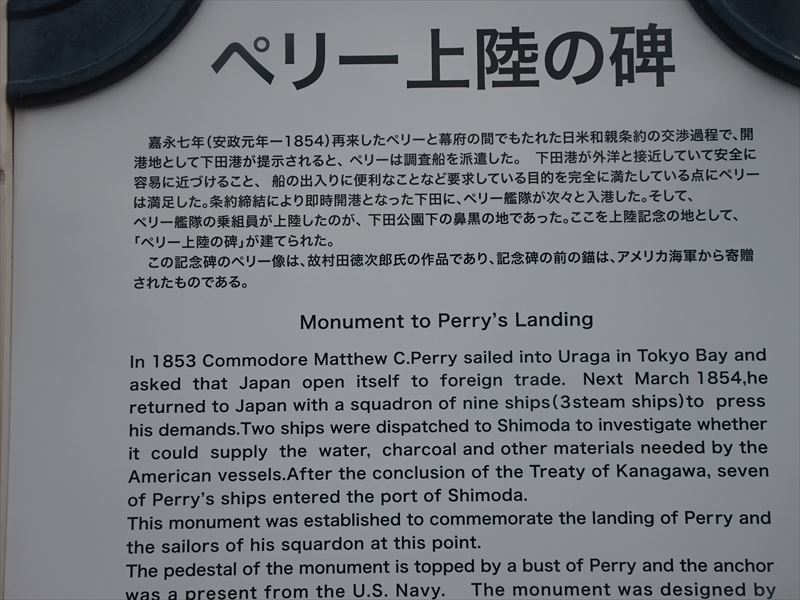 ペリー上陸の碑
嘉永七年(安政元年ー1854)再来したペリーと幕府の間でもたれた日米和親条約の交渉過程で、開
港地として下田港が提示されると、ペリーは調査船を派遣した。 下田港が外洋と接近していて安全に
容易に近づけること、 船の出入りに便利なことなど要求している目的を完全に満たしている点にペリー
は満足した。条約締結により即時開港となった下田に、ペリー艦隊が次々と入港した。そして、
ペリー艦隊の乗組員が上陸したのが、 下田公園下の鼻黒の地であった。ここを上陸記念の地として、
「ペリー上陸の碑」が建てられた。
この記念碑のペリー像は、故村田徳次郎氏の作品であり、記念碑の前の錨は、アメリカ海軍から寄贈
されたものである。
Monument to Perry's Landing
In 1853 Commodore Matthew C.Perry sailed into Uraga in Tokyo Bay and
asked that Japan open itself to foreign trade. Next March 1854,he
returned to Japan with a squadron of nine ships(3steam ships)to press
his demands.Two ships were dispatched to Shimoda to investigate whether
it could supply the water, charcoal and other materials needed by the
American vessels.After the conclusion of the Treaty of Kanagawa, seven
of Perry's ships entered the port of Shimoda.
This monument was established to commemorate the landing of Perry and
the sailors of his squardon at this point.
The pedestal of the monument is topped by a bust of Perry and the anchor
was a present from the U.S. Navy. The monument was designed by